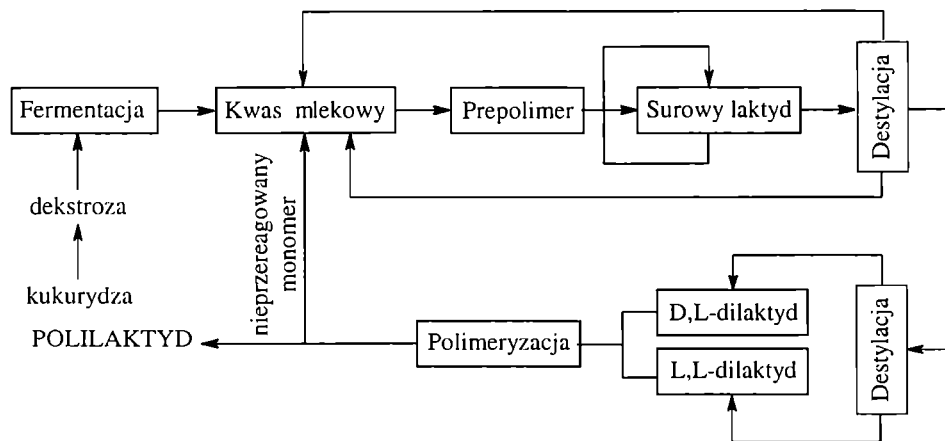 Fermentacja
Kwas mlekowy
Prepolimer
Surowy laktyd
Destylacja
dekstroza
kukurydza
nieprzereagowany
monomer
POLILAKTYD
Polimeryzacja
D,L-dilaktyd
L,L-dilaktyd
Destylacja